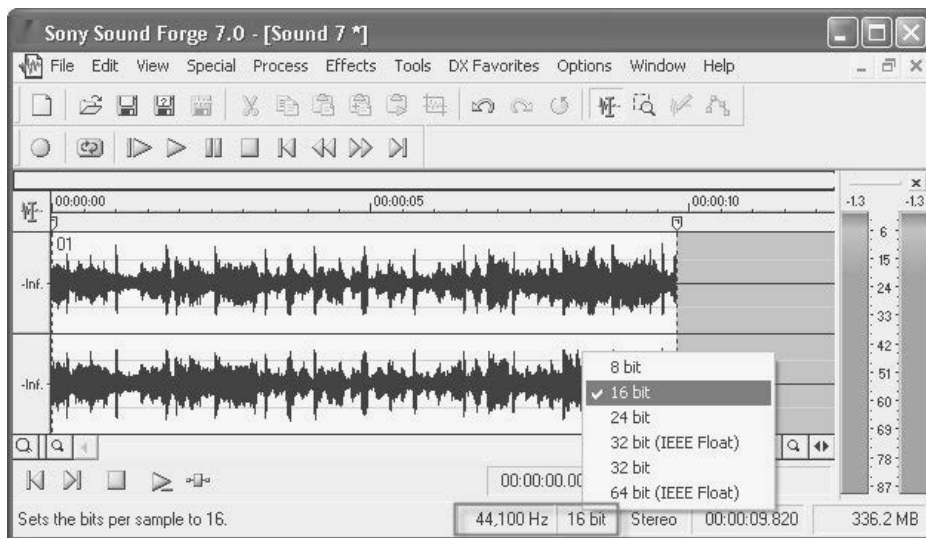 Sony Sound Forge 7.0 - [Sound 7 *]
File Edit View Special Process Effects Tools DX Favorites Options Window Help
00:00:00 00:00:05 00:00:10
-1.3 -1.3
01
-Inf.
-Inf.
6
15
24
33
42
51
60
69
78
87
8 bit
16 bit
24 bit
32 bit (IEEE Float)
32 bit
64 bit (IEEE Float)
00:00:00.00
Sets the bits per sample to 16. 44,100 Hz 16 bit Stereo 00:00:09.820 336.2 MB